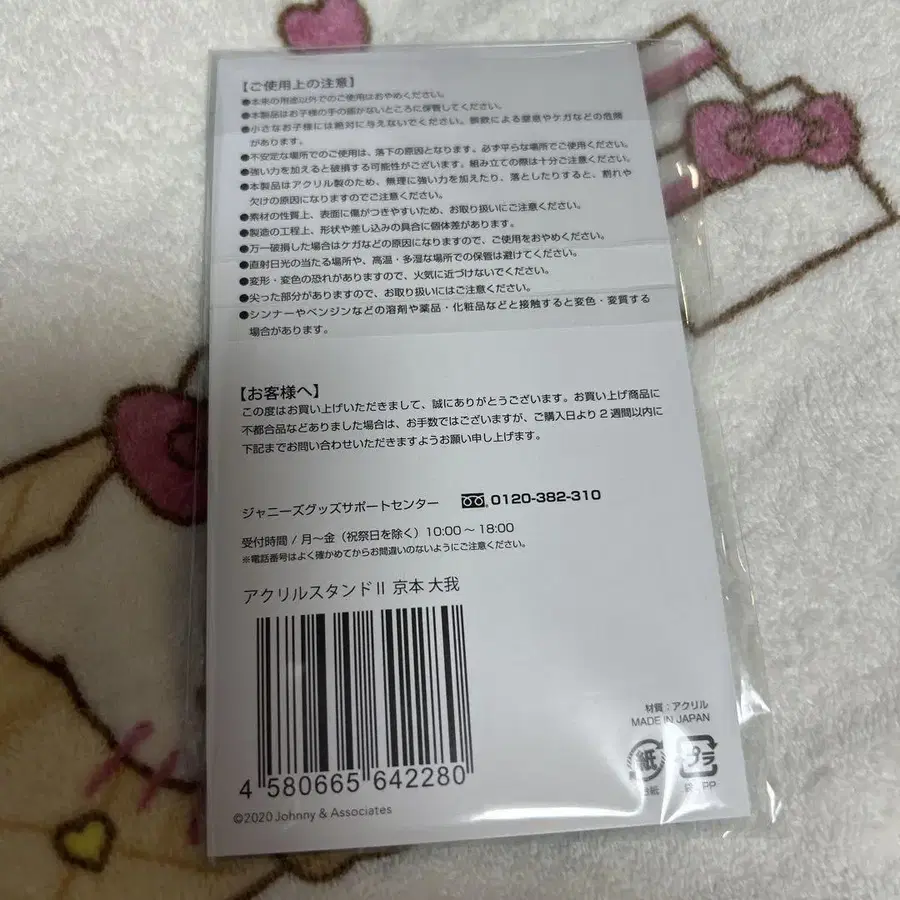 【ご使用上の注意】
●本来の用途以外でのご使用はおやめください。
●本製品はお子様の手の届かないところに保管してください。
●小さなお子様には絶対に与えないでください。誤飲による窒息やケガなどの危険
があります。
●不安定な場所でのご使用は、落下の原因となります。必ず平らな場所でご使用ください。
●強い力を加えると破損する可能性がございます。組み立ての際は十分ご注意ください。
●本製品はアクリル製のため、無理に強い力を加えたり、落としたりすると、割れや
欠けの原因になりますのでご注意ください。
●素材の性質上、表面に傷がつきやすいため、お取り扱いにご注意ください。
●製造の工程上、形状や差し込みの具合に個体差があります。
●万一破損した場合はケガなどの原因になりますので、ご使用をおやめください。
●直射日光の当たる場所や、高温・多湿な場所での保管は避けてください。
●変形・変色の恐れがありますので、火気に近づけないでください。
●尖った部分がありますので、お取り扱いにはご注意ください。
●シンナーやベンジンなどの溶剤や薬品・化粧品などと接触すると変色・変質する
場合があります。
【お客様へ】
この度はお買い上げいただきまして、誠にありがとうございます。お買い上げ商品に
不都合品などありました場合は、お手数ではございますが、ご購入日より2週間以内に
下記までお問い合わせいただきますようお願い申し上げます。
ジャニーズグッズサポートセンター 0120-382-310
受付時間 / 月〜金（祝祭日を除く）10:00〜18:00
※電話番号はよく確かめてからお間違いのないようにご注意ください。
アクリルスタンドⅡ 京本 大我
4 580665 642280
©2020 Johnny & Associates
材質：アクリル
MADE IN JAPAN
紙 プラ
PP